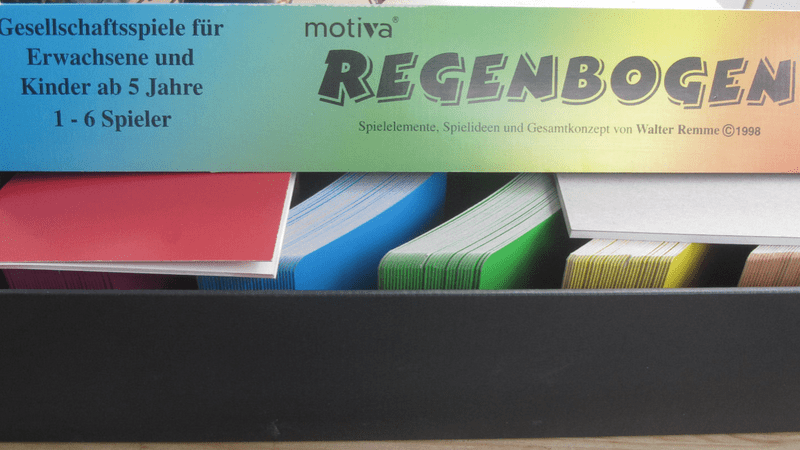 Gesellschaftsspiele für
Erwachsene und
Kinder ab 5 Jahre
1 - 6 Spieler
motiva®
REGENBOGEN
Spielelemente, Spielideen und Gesamtkonzept von Walter Remme ©1998